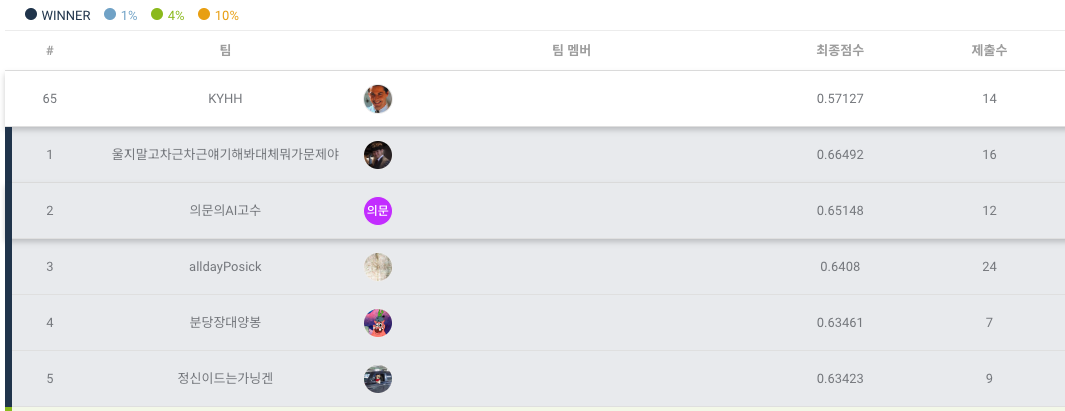 WINNER 1% 4% 10%
# 팀 팀 멤버 최종점수 제출수
65 KYHH 0.57127 14
1 울지말고차근차근얘기해봐대체뭐가문제야 0.66492 16
2 의문의AI고수 의문 0.65148 12
3 alldayPosick 0.6408 24
4 분당장대양봉 0.63461 7
5 정신이드는가닝겐 0.63423 9